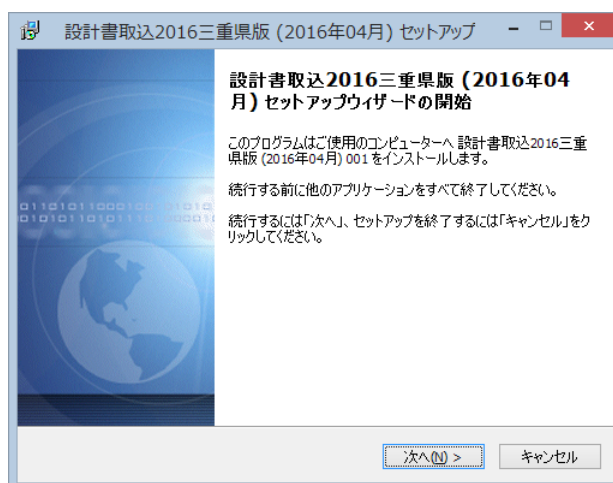 設計書取込2016三重県版 (2016年04月) セットアップ
設計書取込2016三重県版 (2016年04
月) セットアップウィザードの開始
このプログラムはご使用のコンピューターへ 設計書取込2016三重
県版 (2016年04月) 001 をインストールします。
続行する前に他のアプリケーションをすべて終了してください。
続行するには「次へ」、セットアップを終了するには「キャンセル」をク
リックしてください。
次へ(N) >
キャンセル